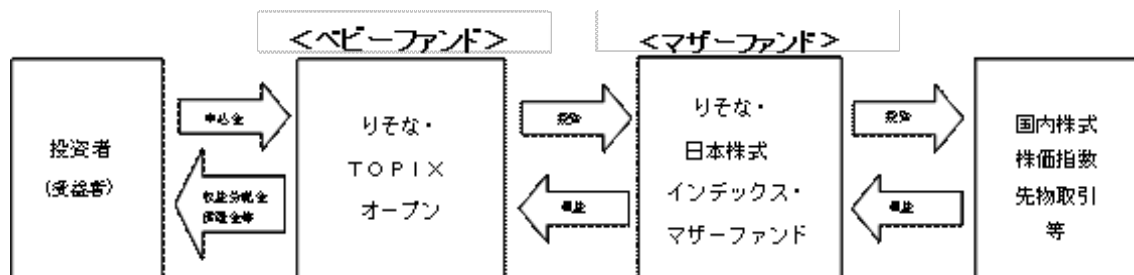 <ベビーファンド>
<マザーファンド>
投資者
(受益者)
申込金
収益分配金
償還金等
りそな・
TOPIX
オープン
投資
損益
りそな・
日本株式
インデックス・
マザーファンド
投資
損益
国内株式
株価指数
先物取引
等